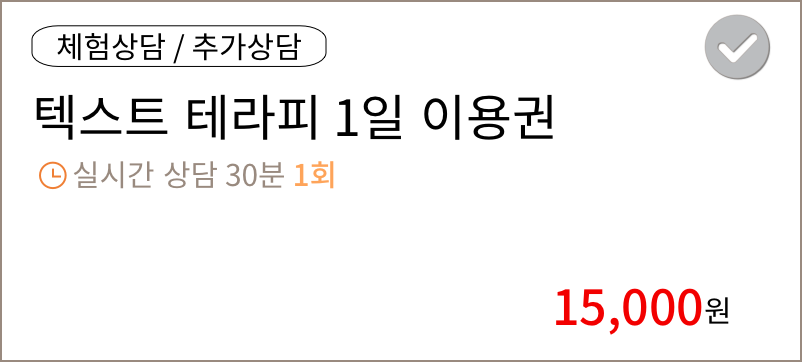 체험상담 / 추가상담
텍스트 테라피 1일 이용권
실시간 상담 30분 1회
15,000원